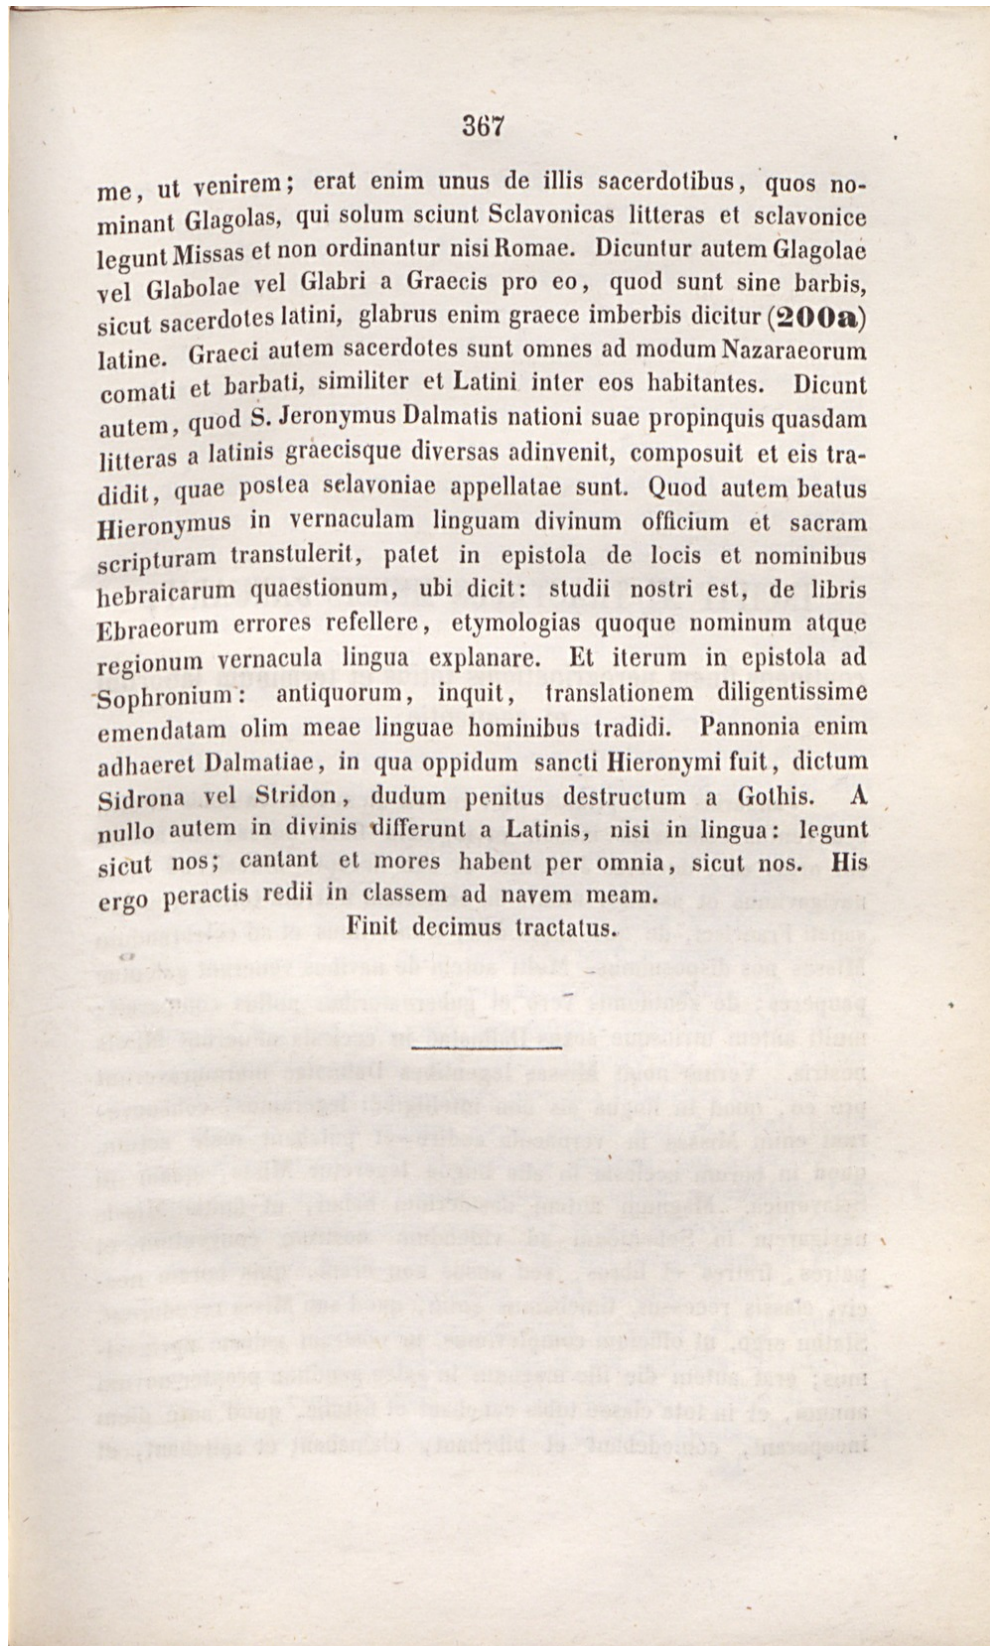 367
me, ut venirem; erat enim unus de illis sacerdotibus, quos no-
minant Glagolas, qui solum sciunt Sclavonicas litteras et sclavonice
legunt Missas et non ordinantur nisi Romae. Dicuntur autem Glagolae
vel Glabolae vel Glabri a Graecis pro eo, quod sunt sine barbis,
sicut sacerdotes latini, glabrus enim graece imberbis dicitur (200a)
latine. Graeci autem sacerdotes sunt omnes ad modum Nazaraeorum
comati et barbati, similiter et Latini inter eos habitantes. Dicunt
autem, quod S. Jeronymus Dalmatis nationi suae propinquis quasdam
litteras a latinis graecisque diversas adinvenit, composuit et eis tra-
didit, quae postea sclavoniae appellatae sunt. Quod autem beatus
Hieronymus in vernaculam linguam divinum officium et sacram
scripturam transtulerit, patet in epistola de locis et nominibus
hebraicarum quaestionum, ubi dicit: studii nostri est, de libris
Ebraeorum errores refellere, etymologias quoque nominum atque
regionum vernacula lingua explanare. Et iterum in epistola ad
Sophronium: antiquorum, inquit, translationem diligentissime
emendatam olim meae linguae hominibus tradidi. Pannonia enim
adhaeret Dalmatiae, in qua oppidum sancti Hieronymi fuit, dictum
Sidrona vel Stridon, dudum penitus destructum a Gothis. A
nullo autem in divinis differunt a Latinis, nisi in lingua: legunt
sicut nos; cantant et mores habent per omnia, sicut nos. His
ergo peractis redii in classem ad navem meam.
Finit decimus tractatus.